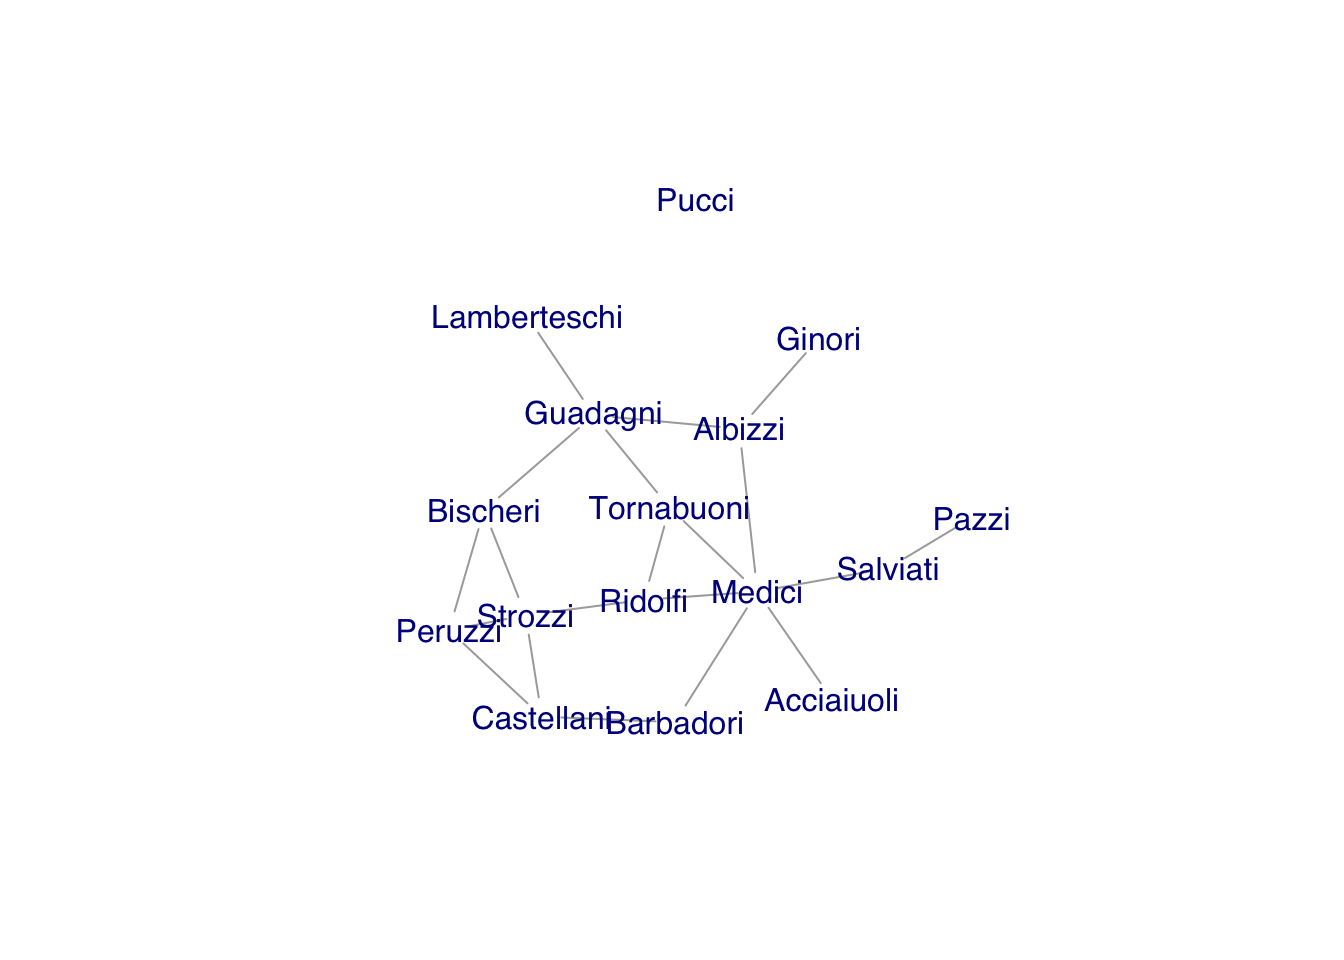 Pucci
Lamberteschi
Ginori
Guadagni
Albizzi
Bischeri
Tornabuoni
Pazzi
Salviati
Medici
Ridolfi
Strozzi
Peruzzi
Acciaiuoli
Castellani
Barbadori